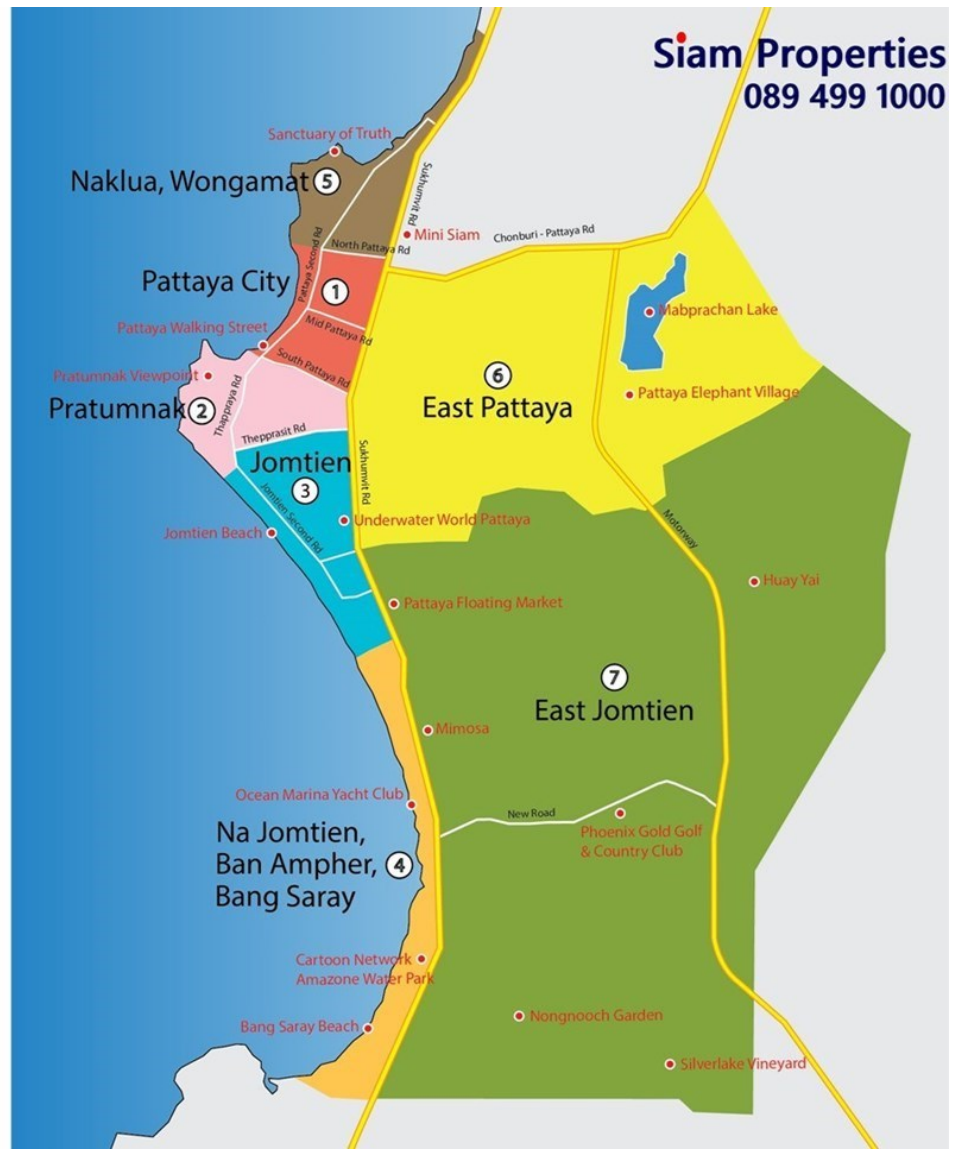 Siam Properties
089 499 1000
Sanctuary of Truth
Naklua, Wongamat 5
Sukhumvit Rd
Mini Siam
Chonburi - Pattaya Rd
North Pattaya Rd
Pattaya Second Rd
Pattaya City 1
Mabprachan Lake
Mid Pattaya Rd
Pattaya Walking Street
South Pattaya Rd
Pratumnak Viewpoint
6
East Pattaya
Pattaya Elephant Village
Pratumnak 2
Thappraya Rd
Thepprasit Rd
Jomtien
3
Sukhumvit Rd
Jomtien Second Rd
Underwater World Pattaya
Jomtien Beach
Motorway
Huay Yai
Pattaya Floating Market
7
East Jomtien
Mimosa
Ocean Marina Yacht Club
New Road
Phoenix Gold Golf
& Country Club
Na Jomtien,
Ban Ampher, 4
Bang Saray
Cartoon Network
Amazone Water Park
Nongnooch Garden
Bang Saray Beach
Silverlake Vineyard